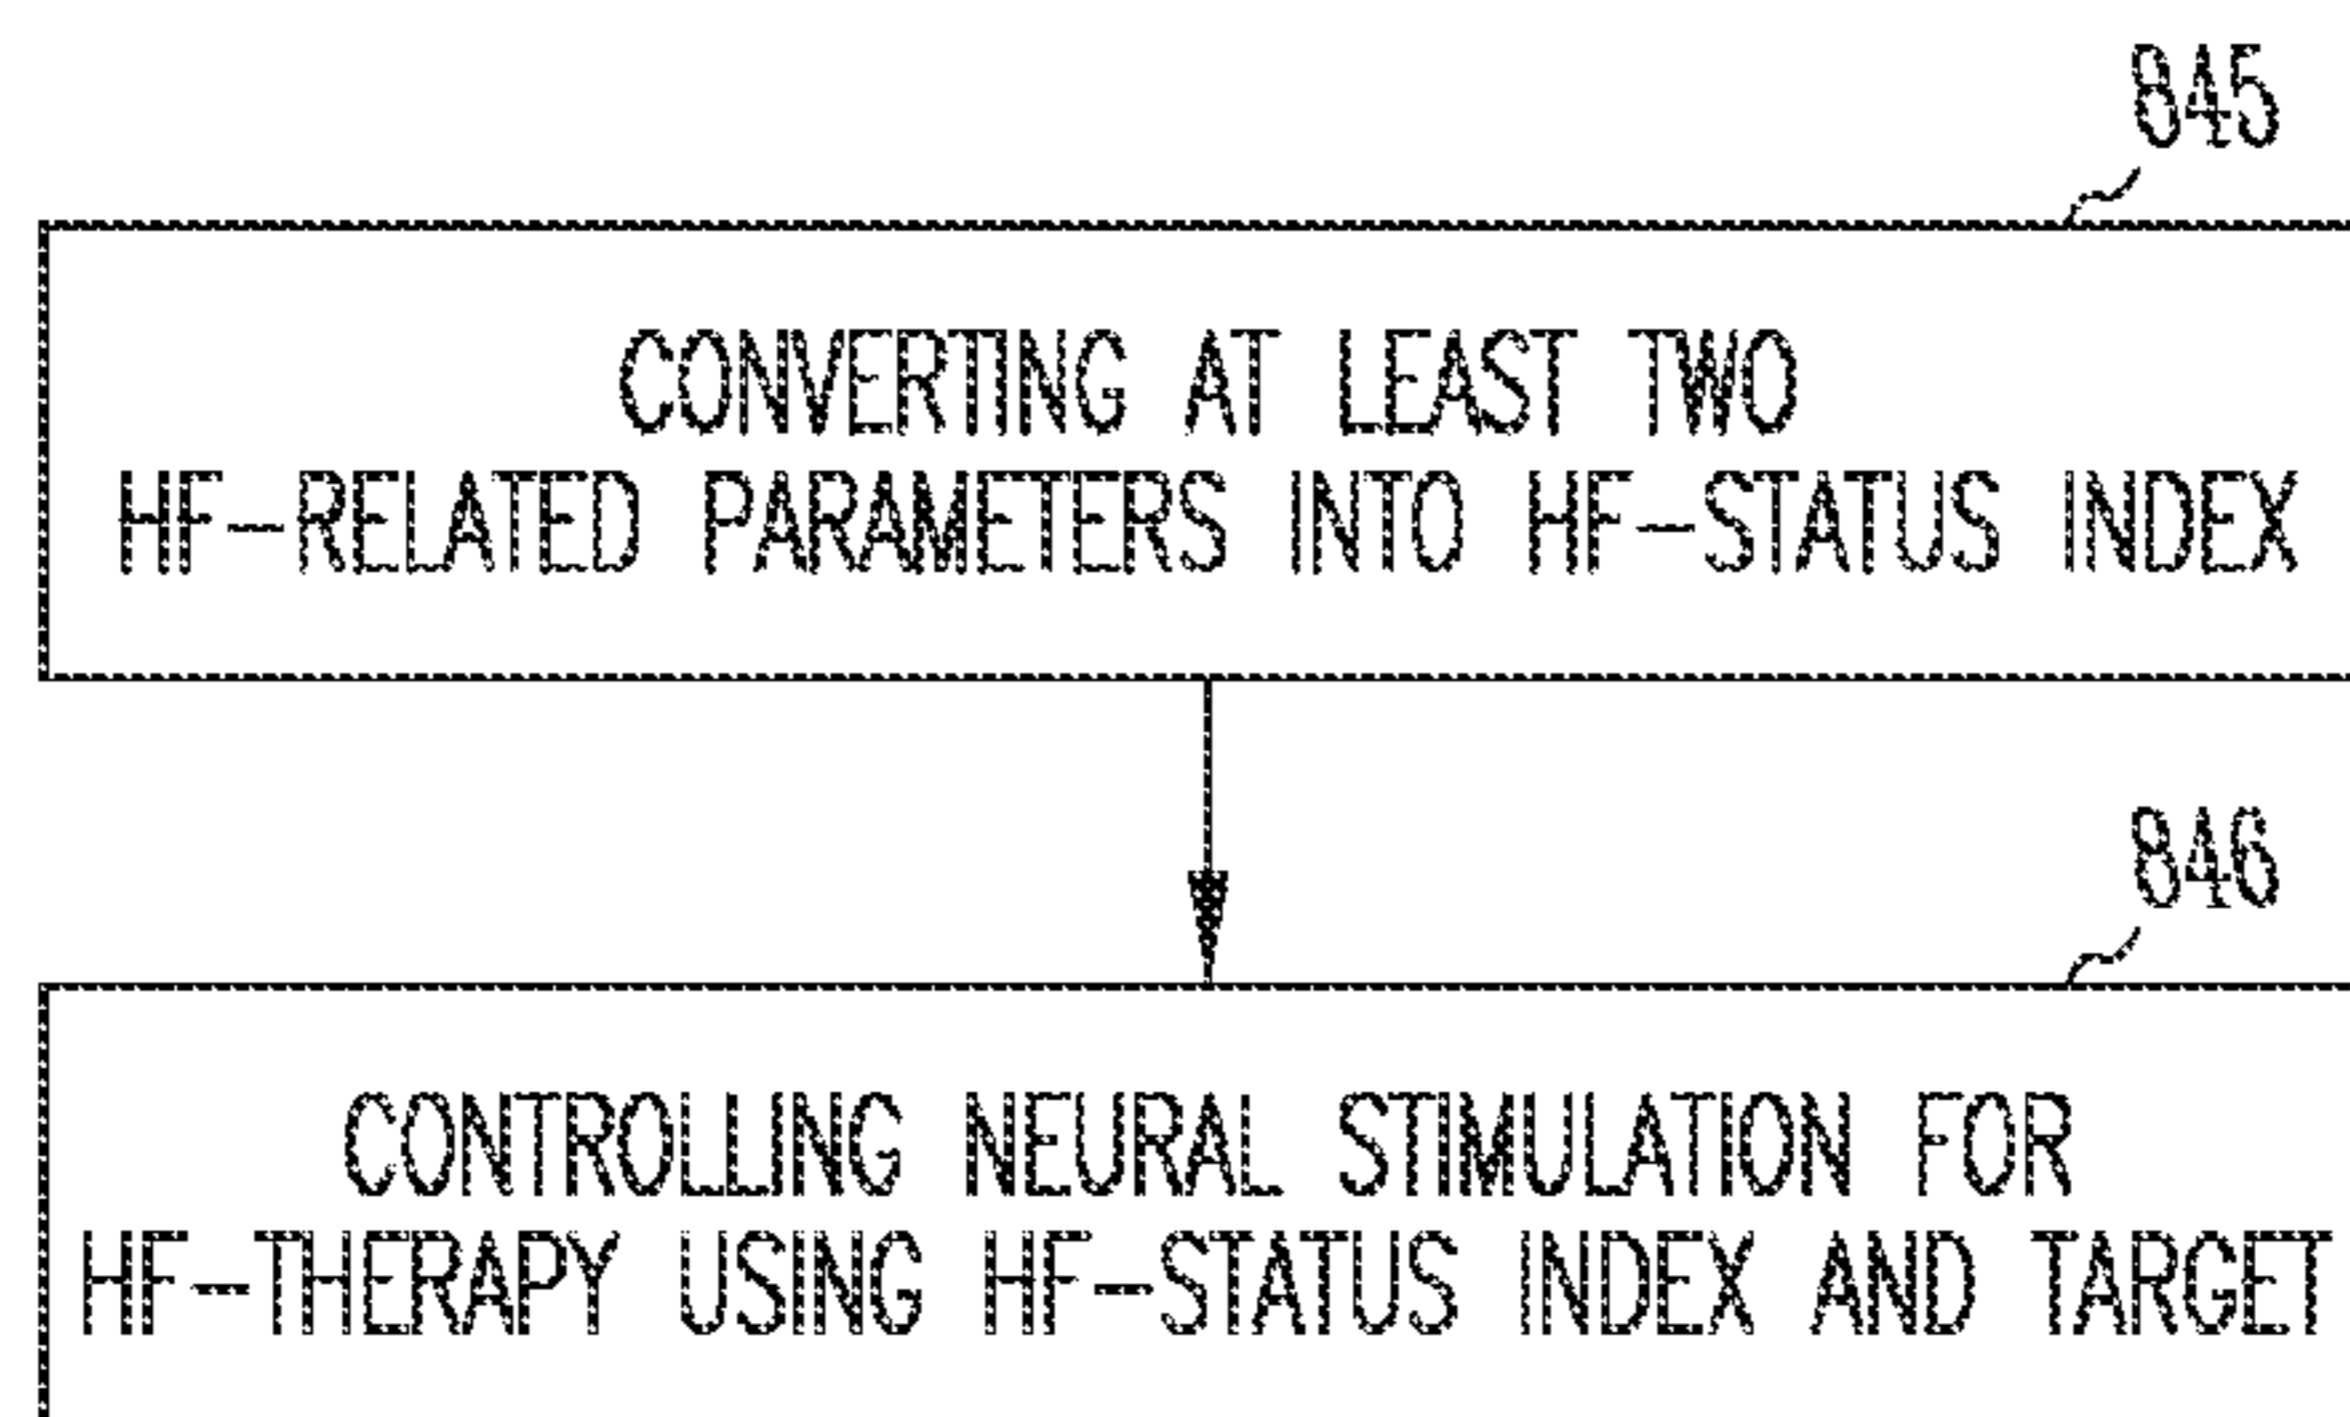 845
CONVERTING AT LEAST TWO
HF-RELATED PARAMETERS INTO HF-STATUS INDEX
846
CONTROLLING NEURAL STIMULATION FOR
HF-THERAPY USING HF-STATUS INDEX AND TARGET